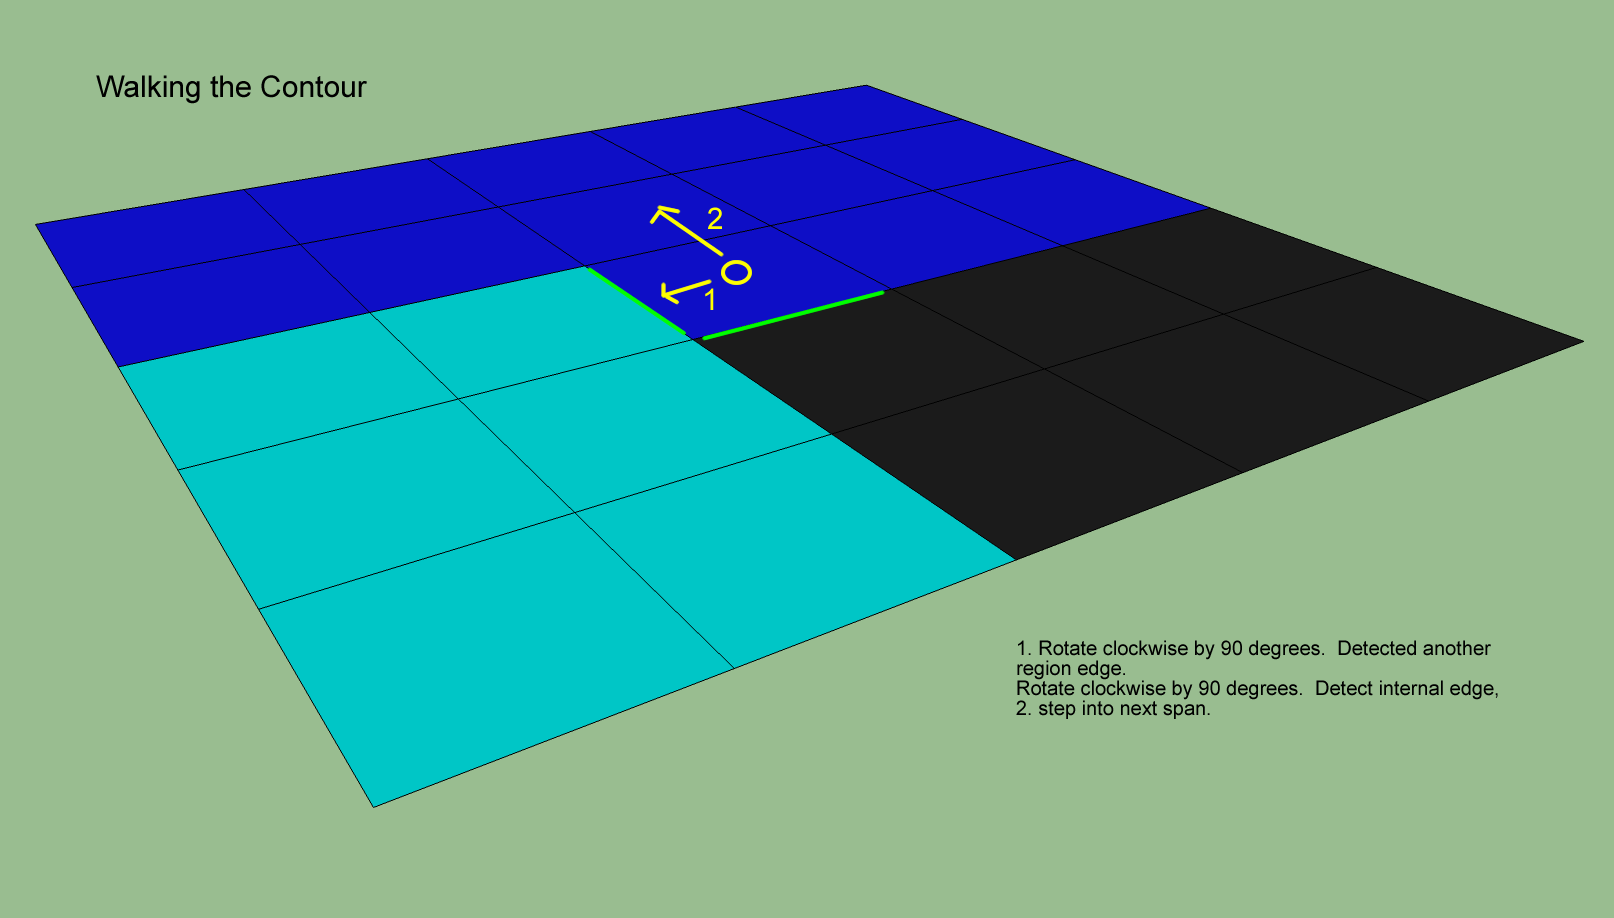 Walking the Contour
2
1
1. Rotate clockwise by 90 degrees.  Detected another
region edge.
Rotate clockwise by 90 degrees.  Detect internal edge,
2. step into next span.